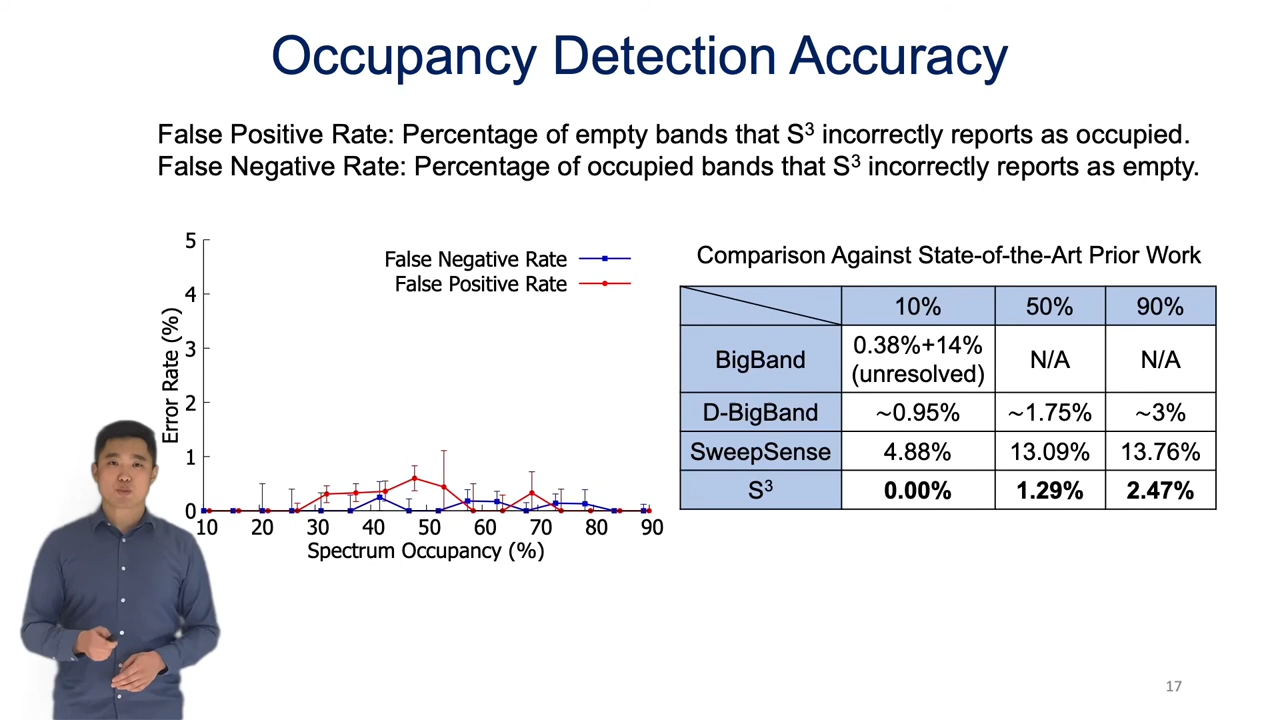 Occupancy Detection Accuracy
False Positive Rate: Percentage of empty bands that S³ incorrectly reports as occupied.
False Negative Rate: Percentage of occupied bands that S³ incorrectly reports as empty.
False Negative Rate
False Positive Rate
Error Rate (%)
5
4
3
2
1
0
10 20 30 40 50 60 70 80 90
Spectrum Occupancy (%)
Comparison Against State-of-the-Art Prior Work
10% 50% 90%
BigBand 0.38%+14% (unresolved) N/A N/A
D-BigBand ~0.95% ~1.75% ~3%
SweepSense 4.88% 13.09% 13.76%
S³ 0.00% 1.29% 2.47%
17